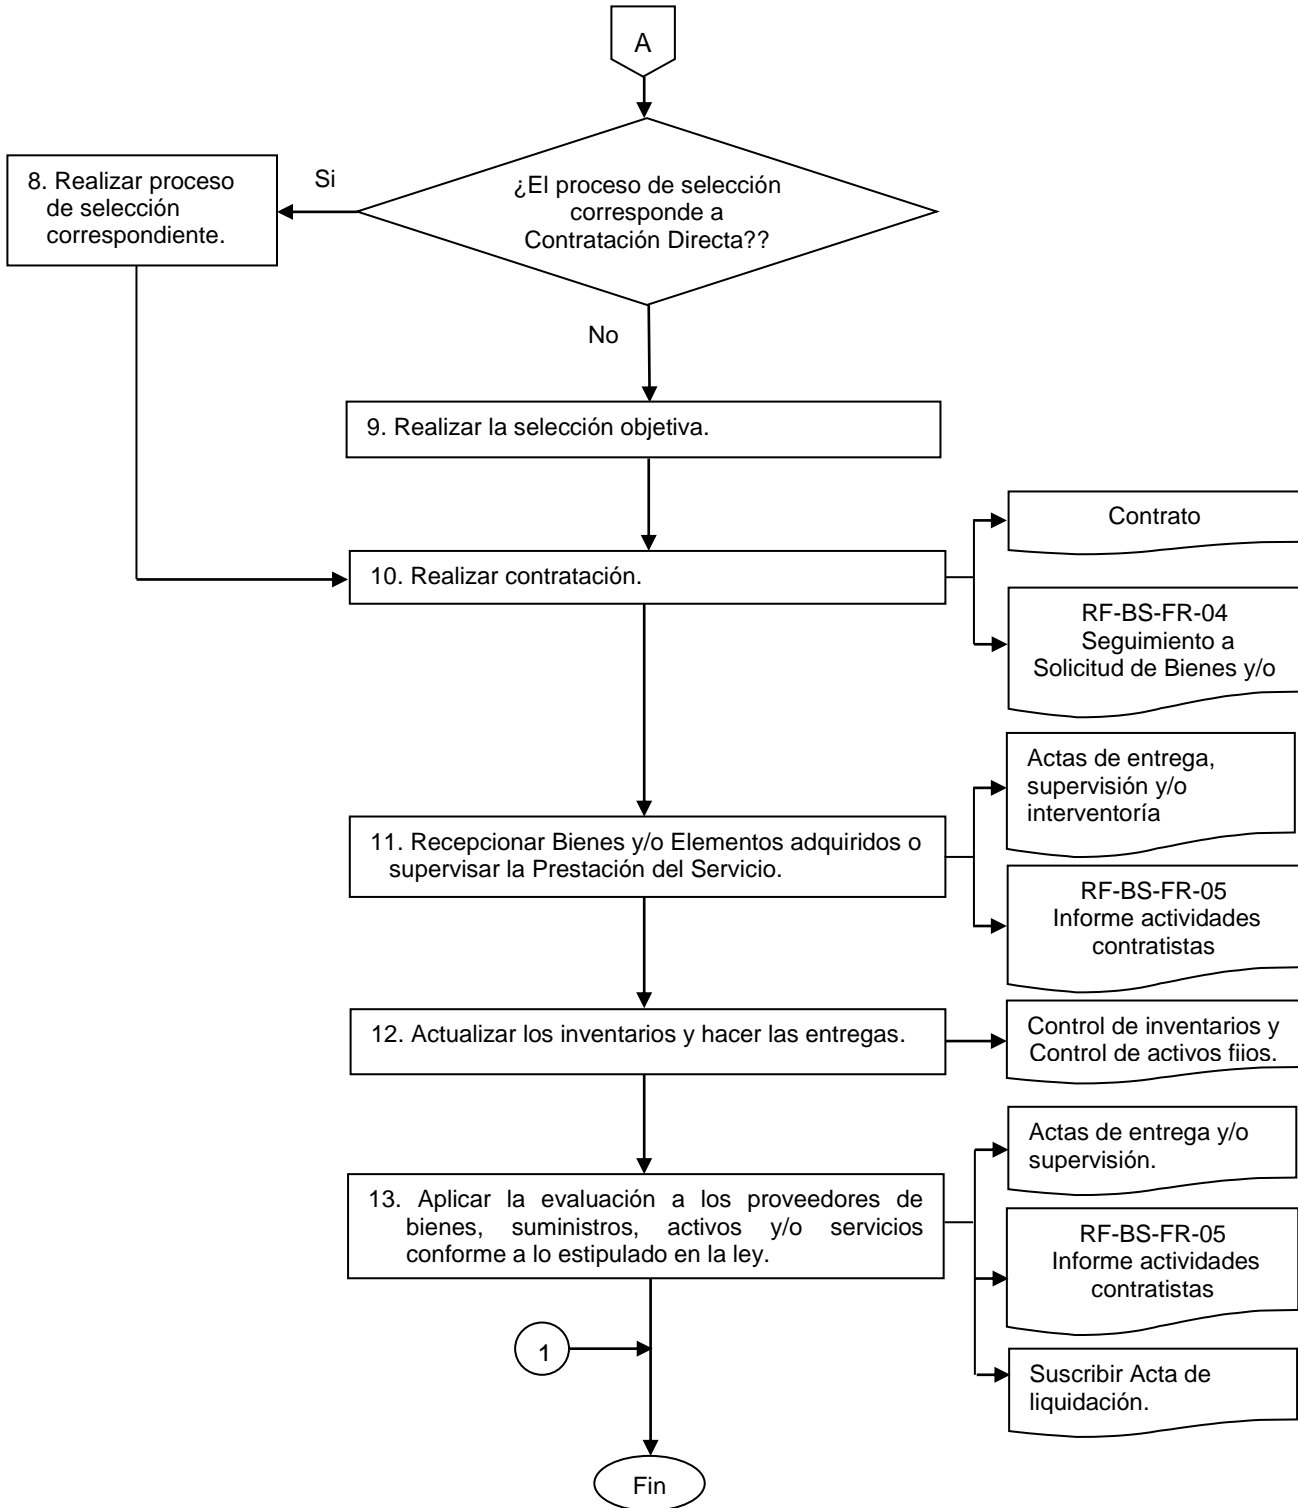 A
¿El proceso de selección
corresponde a
Contratación Directa??
Si
8. Realizar proceso
de selección
correspondiente.
No
9. Realizar la selección objetiva.
10. Realizar contratación.
Contrato
RF-BS-FR-04
Seguimiento a
Solicitud de Bienes y/o
11. Recepcionar Bienes y/o Elementos adquiridos o
supervisar la Prestación del Servicio.
Actas de entrega,
supervisión y/o
interventoría
RF-BS-FR-05
Informe actividades
contratistas
12. Actualizar los inventarios y hacer las entregas.
Control de inventarios y
Control de activos fijos.
13. Aplicar la evaluación a los proveedores de
bienes, suministros, activos y/o servicios
conforme a lo estipulado en la ley.
Actas de entrega y/o
supervisión.
RF-BS-FR-05
Informe actividades
contratistas
Suscribir Acta de
liquidación.
1
Fin